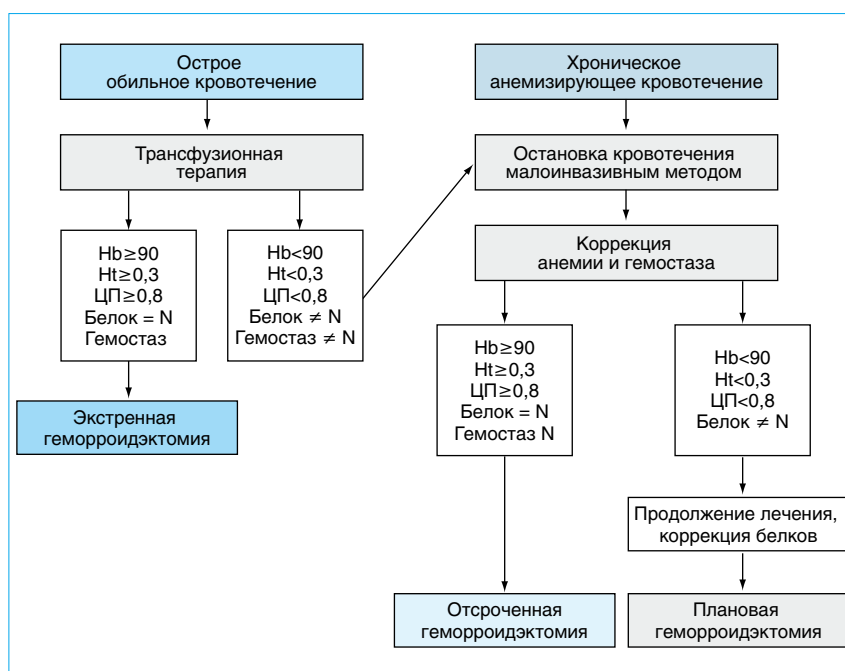 Острое
обильное кровотечение
Хроническое
анемизирующее кровотечение
Трансфузионная
терапия
Остановка кровотечения
малоинвазивным методом
Hb≥90
Ht≥0,3
ЦП≥0,8
Белок = N
Гемостаз
Hb<90
Ht<0,3
ЦП<0,8
Белок ≠ N
Гемостаз ≠ N
Коррекция
анемии и гемостаза
Экстренная
геморроидэктомия
Hb≥90
Ht≥0,3
ЦП≥0,8
Белок = N
Гемостаз N
Hb<90
Ht<0,3
ЦП<0,8
Белок ≠ N
Продолжение лечения,
коррекция белков
Отсроченная
геморроидэктомия
Плановая
геморроидэктомия